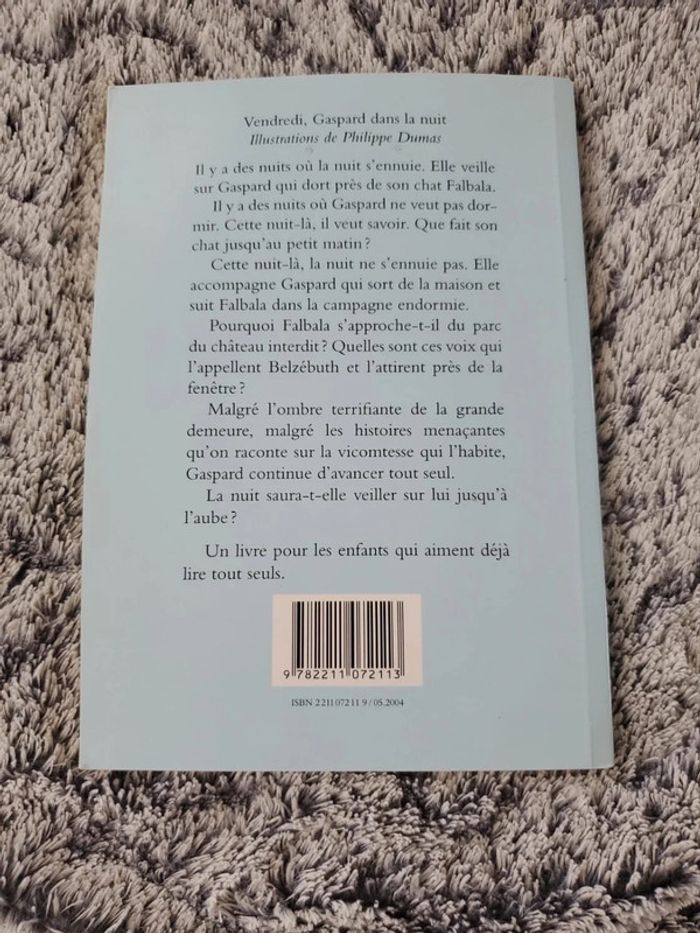 Vendredi, Gaspard dans la nuit
Illustrations de Philippe Dumas
Il y a des nuits où la nuit s'ennuie. Elle veille
sur Gaspard qui dort près de son chat Falbala.
Il y a des nuits où Gaspard ne veut pas dor-
mir. Cette nuit-là, il veut savoir. Que fait son
chat jusqu'au petit matin ?
Cette nuit-là, la nuit ne s'ennuie pas. Elle
accompagne Gaspard qui sort de la maison et
suit Falbala dans la campagne endormie.
Pourquoi Falbala s'approche-t-il du parc
du château interdit ? Quelles sont ces voix qui
l'appellent Belzébuth et l'attirent près de la
fenêtre ?
Malgré l'ombre terrifiante de la grande
demeure, malgré les histoires menaçantes
qu'on raconte sur la vicomtesse qui l'habite,
Gaspard continue d'avancer tout seul.
La nuit saura-t-elle veiller sur lui jusqu'à
l'aube ?
Un livre pour les enfants qui aiment déjà
lire tout seuls.
9 782211 072113
ISBN 2 211 072 11 9 / 05.2004